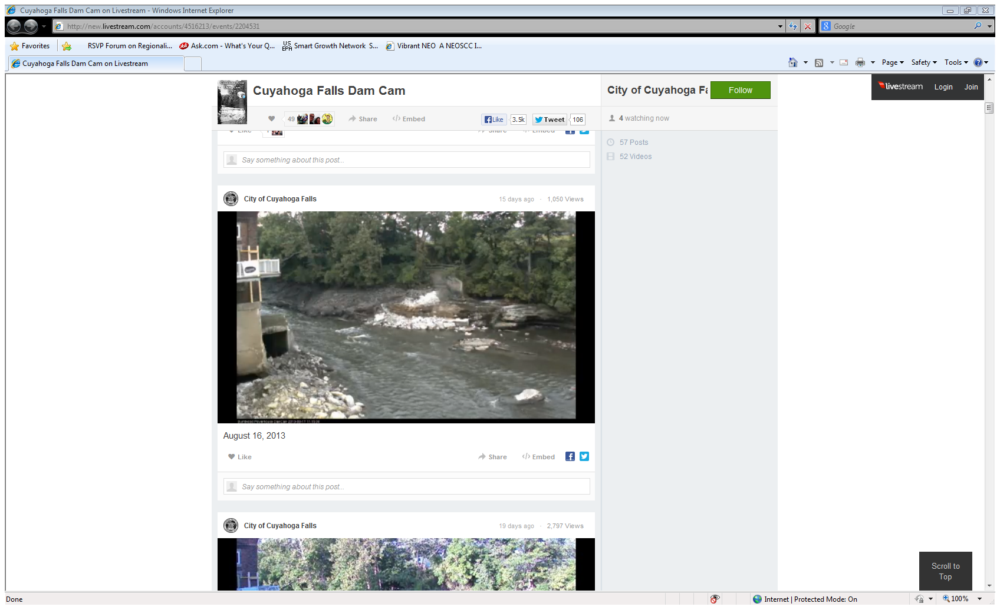 Cuyahoga Falls Dam Cam on Livestream - Windows Internet Explorer
http://new.livestream.com/accounts/4516213/events/2204531
Google
Favorites
RSVP Forum on Regionali...
Ask.com - What's Your Q...
US EPA Smart Growth Network S...
Vibrant NEO A NEOSCC I...
Cuyahoga Falls Dam Cam on Livestream
Page
Safety
Tools
Cuyahoga Falls Dam Cam
City of Cuyahoga Fa
Follow
livestream
Login
Join
49
Share
Embed
Like
3.5k
Tweet
106
4 watching now
Like
1
Share
Embed
57 Posts
52 Videos
Say something about this post...
City of Cuyahoga Falls
15 days ago · 1,050 Views
August 16, 2013
Like
Share
Embed
Say something about this post...
City of Cuyahoga Falls
19 days ago · 2,797 Views
Scroll to
Top
Done
Internet | Protected Mode: On
100%